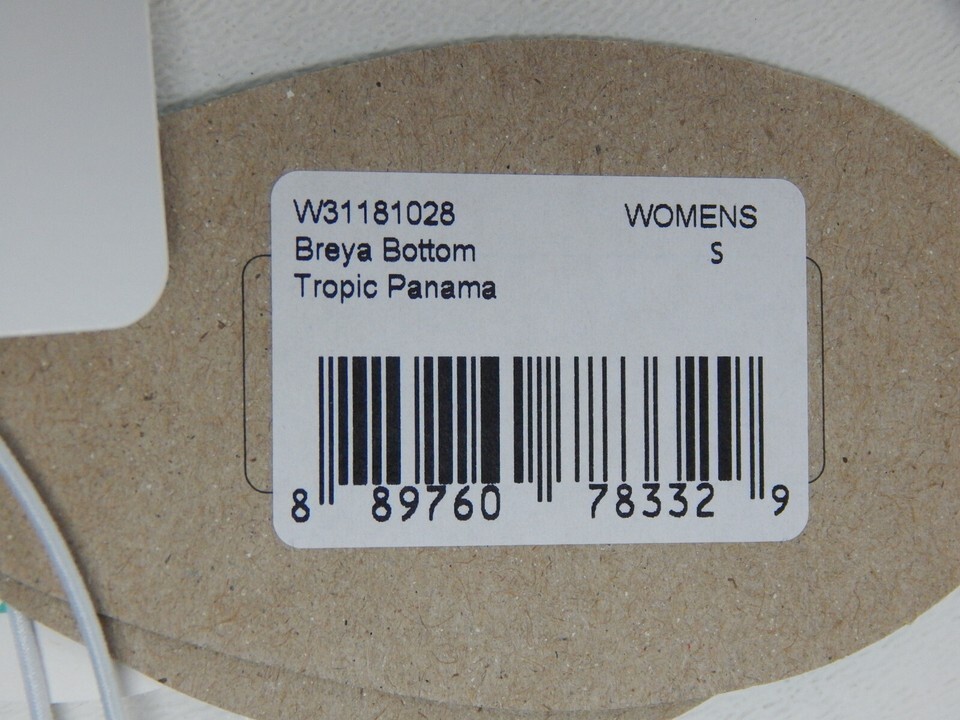 W31181028 WOMENS
Breya Bottom S
Tropic Panama
8 89760 78332 9